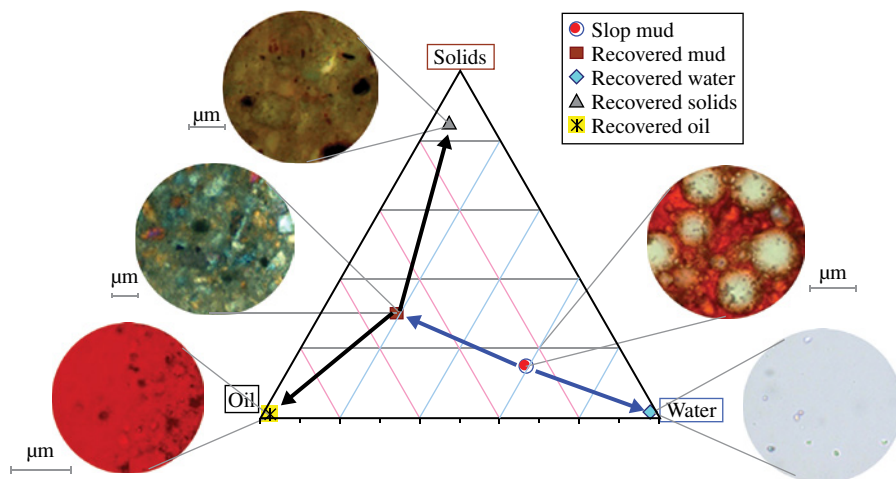 Solids
Slop mud
Recovered mud
Recovered water
Recovered solids
Recovered oil
µm
µm
µm
µm
Oil
Water